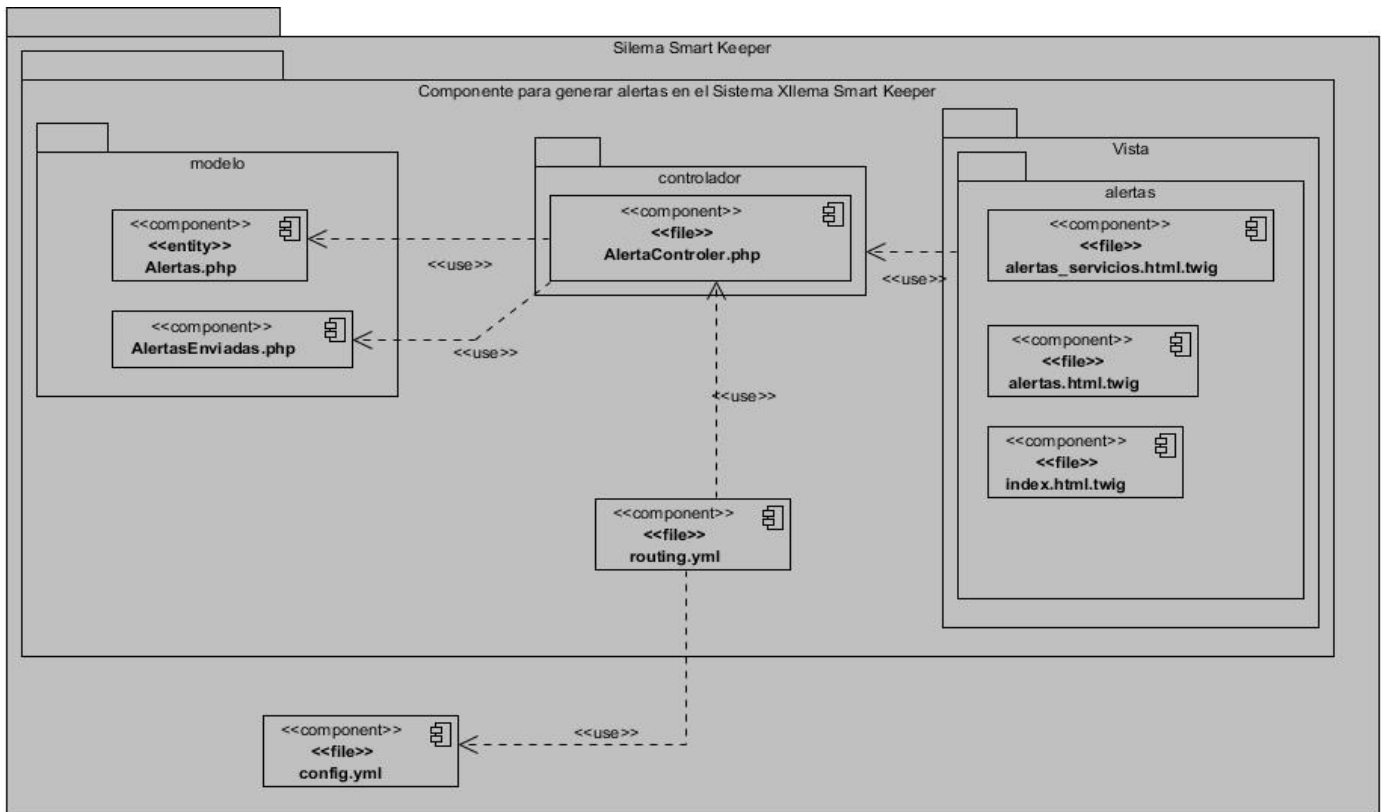 Silema Smart Keeper
Componente para generar alertas en el Sistema XIlema Smart Keeper
modelo
<<component>>
<<entity>>
Alertas.php
<<component>>
AlertasEnviadas.php
<<use>>
<<use>>
controlador
<<component>>
<<file>>
AlertaControler.php
<<use>>
<<use>>
Vista
alertas
<<component>>
<<file>>
alertas_servicios.html.twig
<<component>>
<<file>>
alertas.html.twig
<<component>>
<<file>>
index.html.twig
<<component>>
<<file>>
routing.yml
<<use>>
<<component>>
<<file>>
config.yml